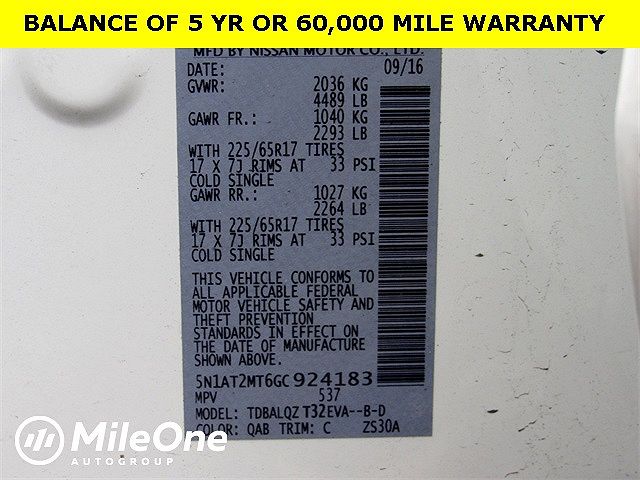 BALANCE OF 5 YR OR 60,000 MILE WARRANTY
MFD BY NISSAN MOTOR CO., LTD.
DATE: 09/16
GVWR: 2036 KG
4489 LB
GAWR FR.: 1040 KG
2293 LB
WITH 225/65R17 TIRES
17 X 7J RIMS AT 33 PSI
COLD SINGLE
GAWR RR.: 1027 KG
2264 LB
WITH 225/65R17 TIRES
17 X 7J RIMS AT 33 PSI
COLD SINGLE
THIS VEHICLE CONFORMS TO
ALL APPLICABLE FEDERAL
MOTOR VEHICLE SAFETY AND
THEFT PREVENTION
STANDARDS IN EFFECT ON
THE DATE OF MANUFACTURE
SHOWN ABOVE.
5N1AT2MT6GC924183
MPV 537
MODEL: TDBALQZ T32EVA--B-D
COLOR: QAB TRIM: C ZS30A
MileOne
AUTOGROUP